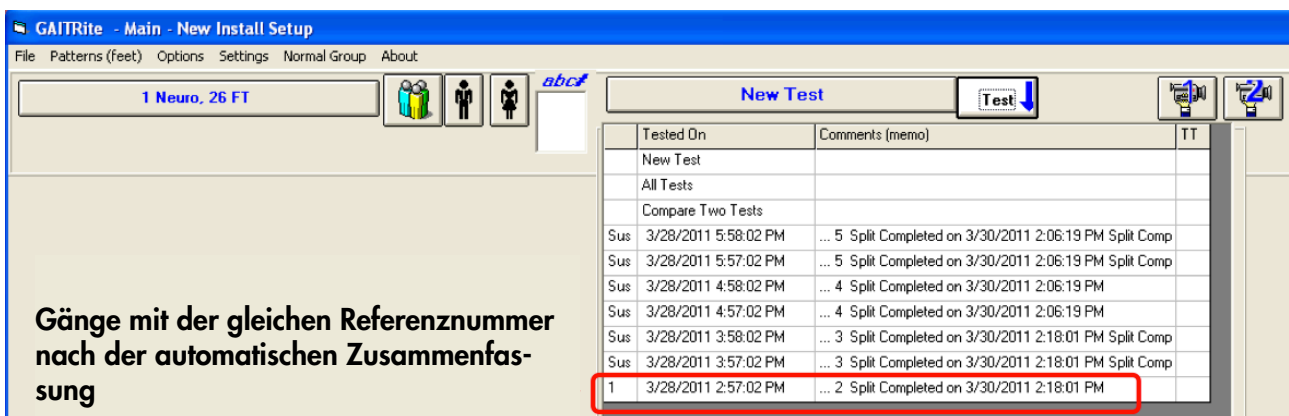 GAITRite - Main - New Install Setup
File Patterns (feet) Options Settings Normal Group About
1 Neuro, 26 FT
abc#
New Test
Test
1
2
Tested On Comments (memo) TT
New Test
All Tests
Compare Two Tests
Sus 3/28/2011 5:58:02 PM ... 5 Split Completed on 3/30/2011 2:06:19 PM Split Comp
Sus 3/28/2011 5:57:02 PM ... 5 Split Completed on 3/30/2011 2:06:19 PM Split Comp
Sus 3/28/2011 4:58:02 PM ... 4 Split Completed on 3/30/2011 2:06:19 PM
Sus 3/28/2011 4:57:02 PM ... 4 Split Completed on 3/30/2011 2:06:19 PM
Sus 3/28/2011 3:58:02 PM ... 3 Split Completed on 3/30/2011 2:18:01 PM Split Comp
Sus 3/28/2011 3:57:02 PM ... 3 Split Completed on 3/30/2011 2:18:01 PM Split Comp
1 3/28/2011 2:57:02 PM ... 2 Split Completed on 3/30/2011 2:18:01 PM
Gänge mit der gleichen Referenznummer
nach der automatischen Zusammenfas-
sung